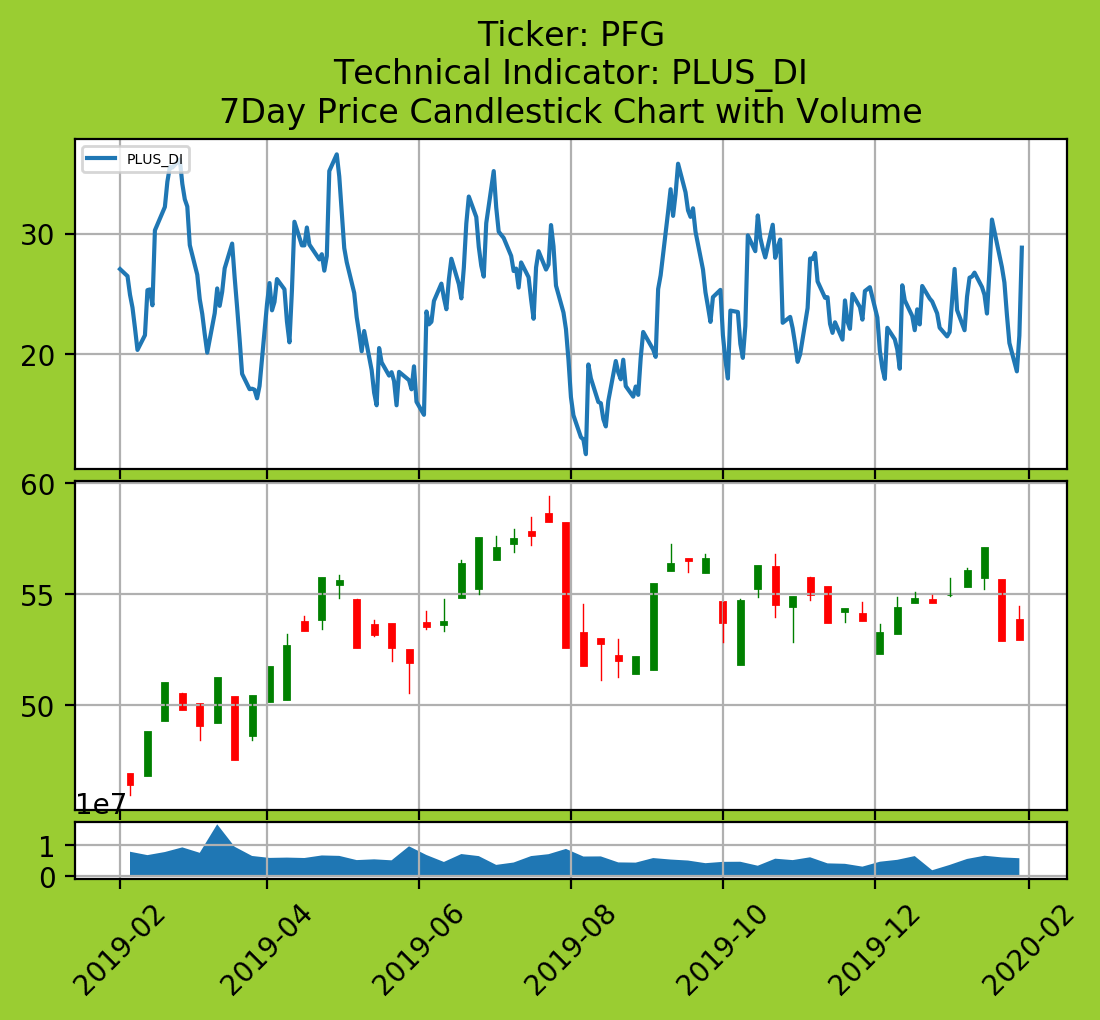 Ticker: PFG
Technical Indicator: PLUS_DI
7Day Price Candlestick Chart with Volume
PLUS_DI
30
20
60
55
50
1e7
1
0
2019-02
2019-04
2019-06
2019-08
2019-10
2019-12
2020-02